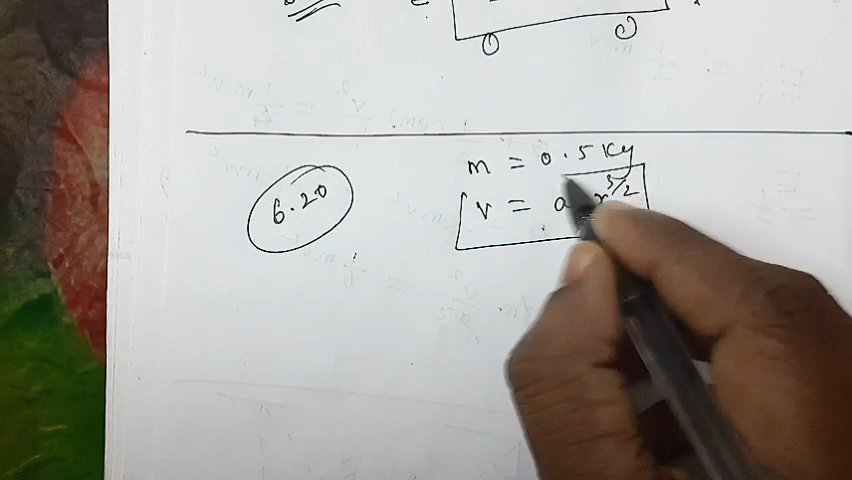 m = 0.5 Kg
6.20
v = a x^3/2